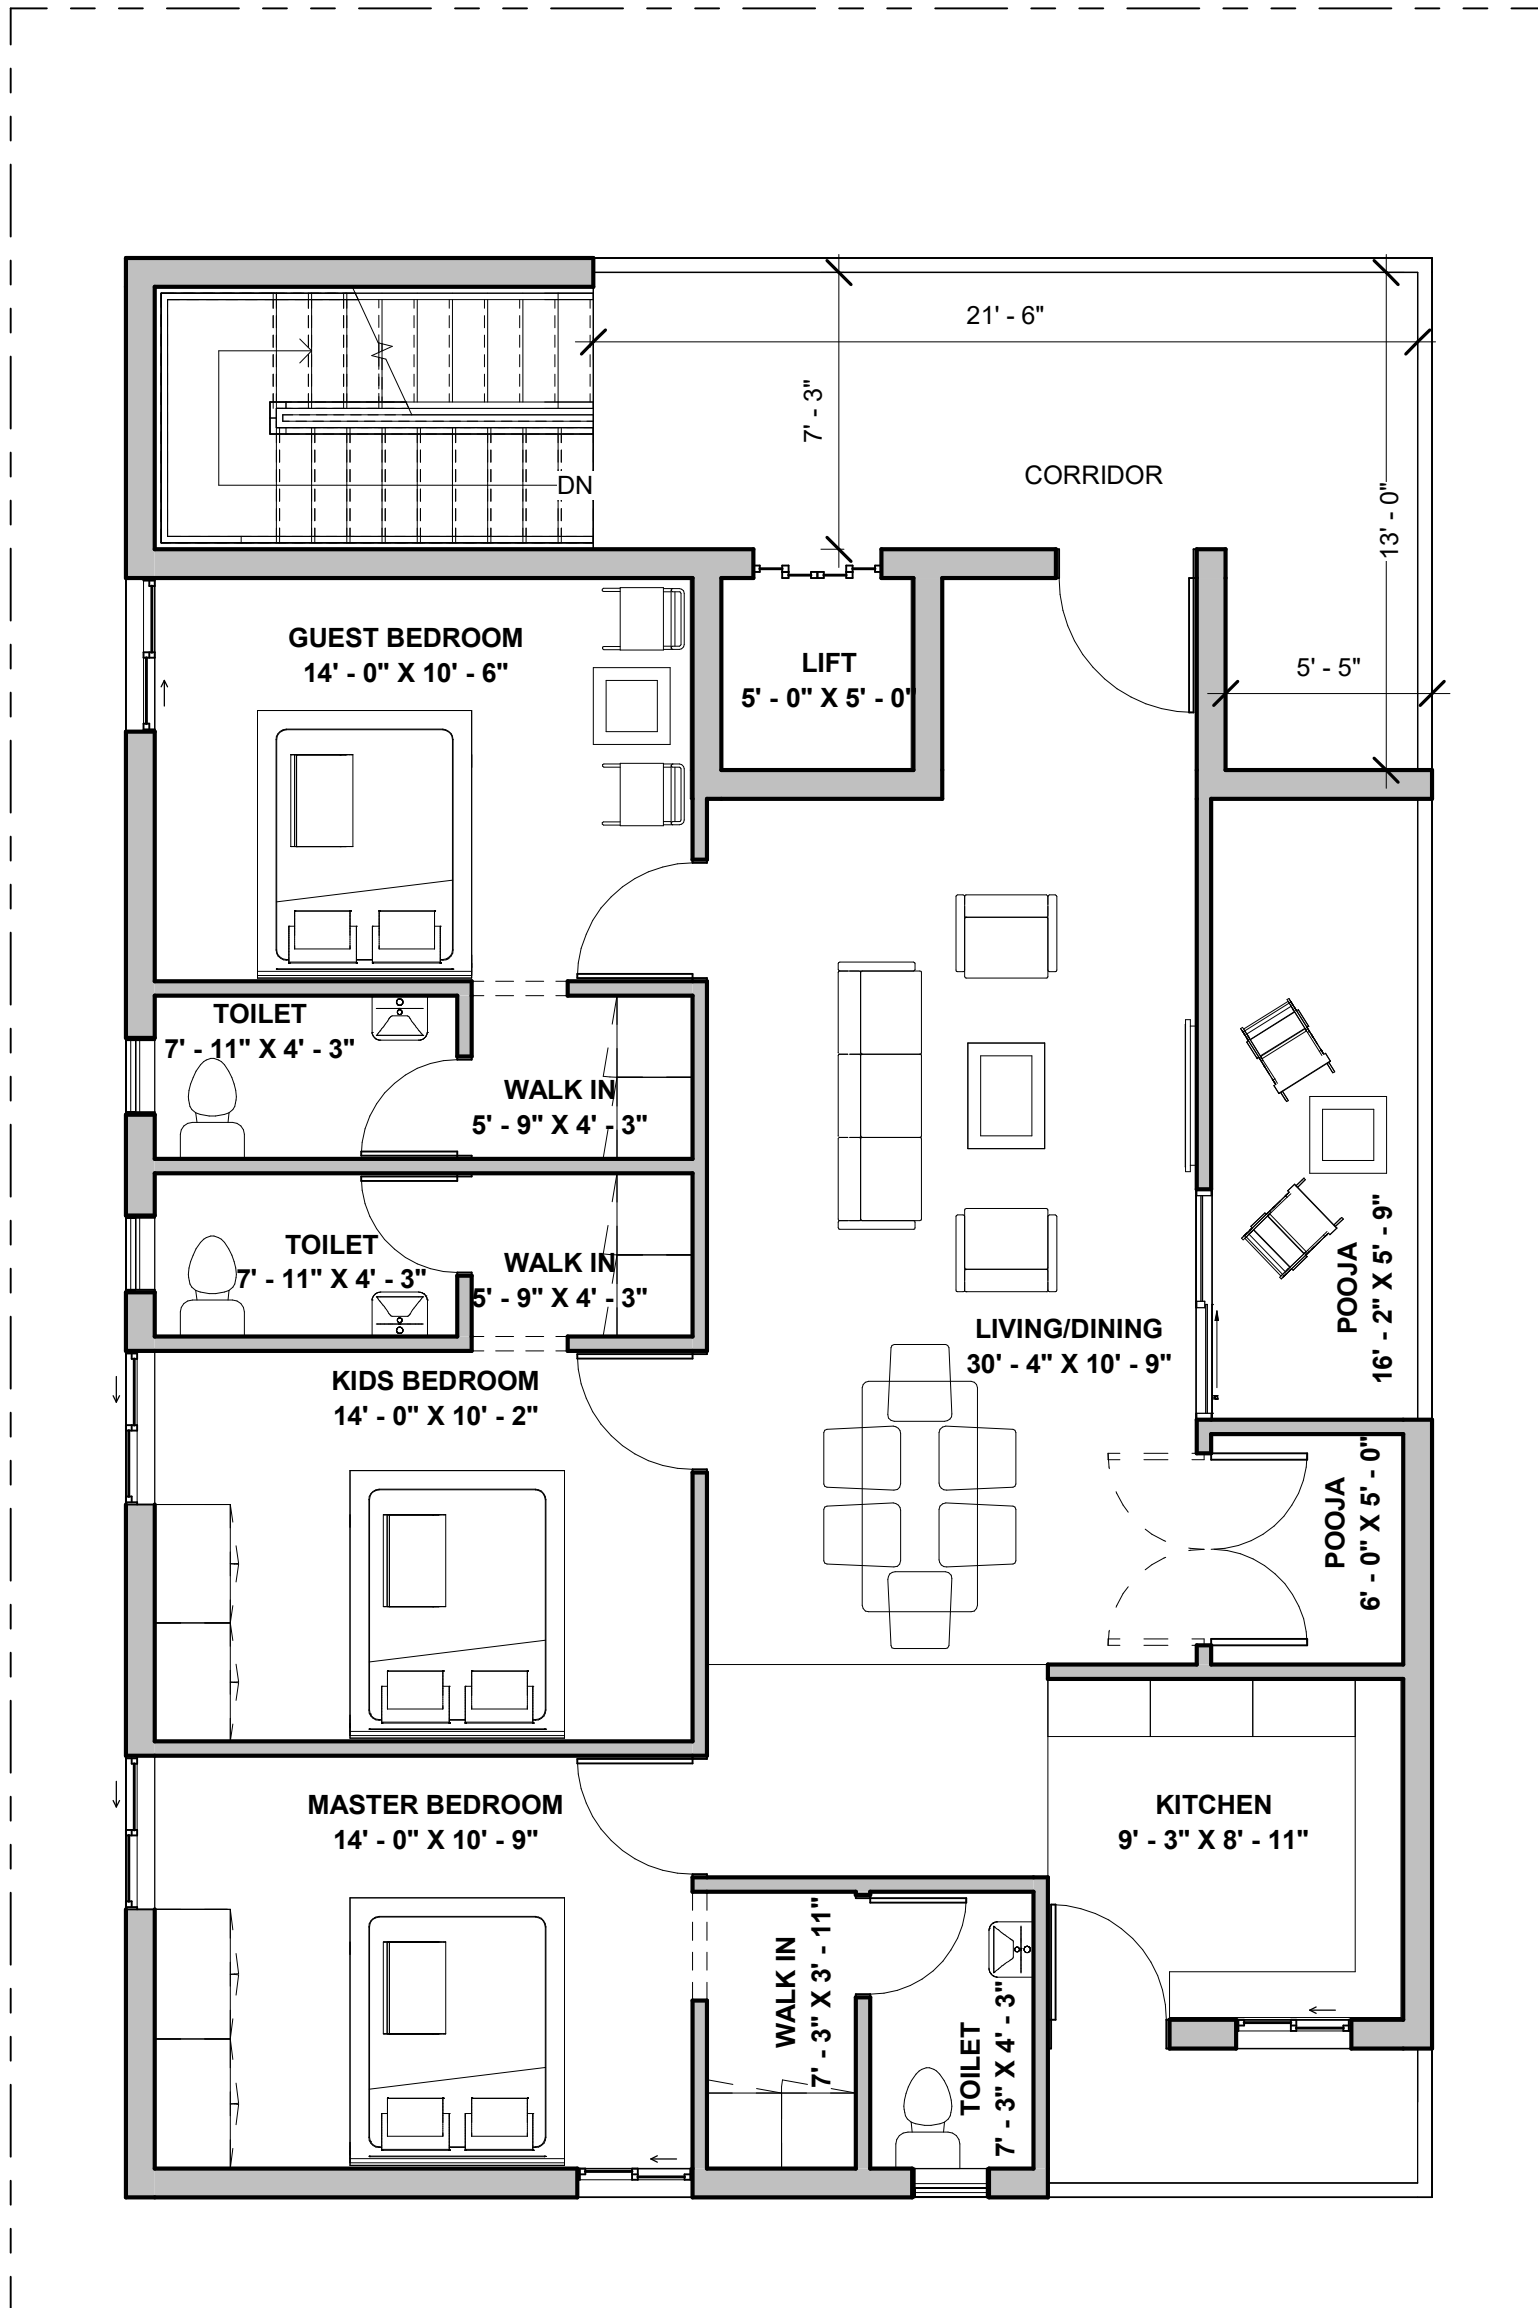 21' - 6"
7' - 3"
CORRIDOR
13' - 0"
DN
GUEST BEDROOM
14' - 0" X 10' - 6"
LIFT
5' - 0" X 5' - 0"
5' - 5"
TOILET
7' - 11" X 4' - 3"
WALK IN
5' - 9" X 4' - 3"
TOILET
7' - 11" X 4' - 3"
WALK IN
5' - 9" X 4' - 3"
POOJA
16' - 2" X 5' - 9"
LIVING/DINING
30' - 4" X 10' - 9"
KIDS BEDROOM
14' - 0" X 10' - 2"
POOJA
6' - 0" X 5' - 0"
MASTER BEDROOM
14' - 0" X 10' - 9"
KITCHEN
9' - 3" X 8' - 11"
WALK IN
7' - 3" X 3' - 11"
TOILET
7' - 3" X 4' - 3"